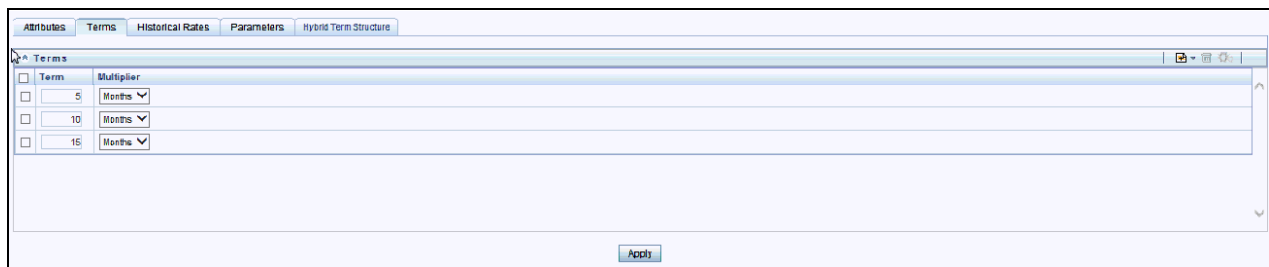 Attributes Terms Historical Rates Parameters Hybrid Term Structure
Terms
Term Multiplier
5 Months
10 Months
15 Months
Apply